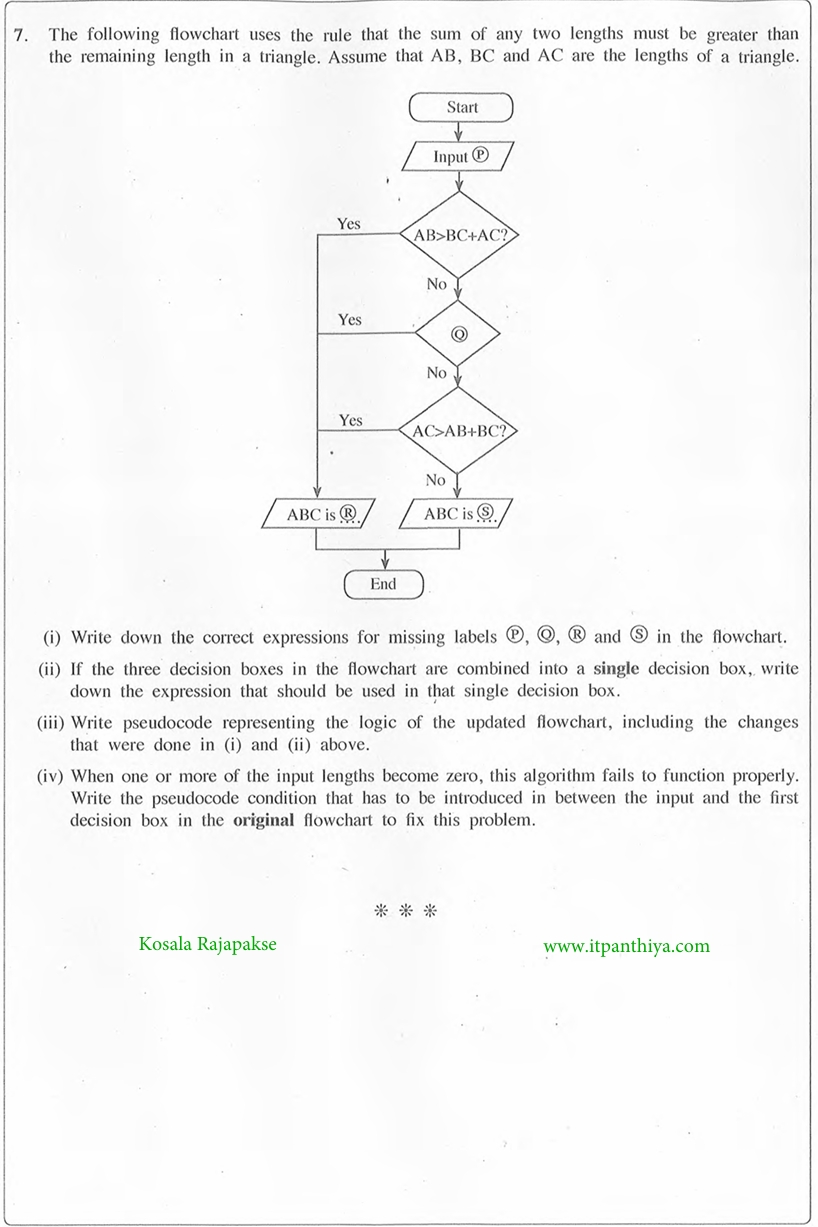 7. The following flowchart uses the rule that the sum of any two lengths must be greater than
the remaining length in a triangle. Assume that AB, BC and AC are the lengths of a triangle.
Start
Input Ⓟ
Yes
AB>BC+AC?
No
Yes
Ⓠ
No
Yes
AC>AB+BC?
No
ABC is Ⓡ....
ABC is Ⓢ....
End
(i) Write down the correct expressions for missing labels Ⓟ, Ⓠ, Ⓡ and Ⓢ in the flowchart.
(ii) If the three decision boxes in the flowchart are combined into a single decision box, write
down the expression that should be used in that single decision box.
(iii) Write pseudocode representing the logic of the updated flowchart, including the changes
that were done in (i) and (ii) above.
(iv) When one or more of the input lengths become zero, this algorithm fails to function properly.
Write the pseudocode condition that has to be introduced in between the input and the first
decision box in the original flowchart to fix this problem.
* * *
Kosala Rajapakse www.itpanthiya.com